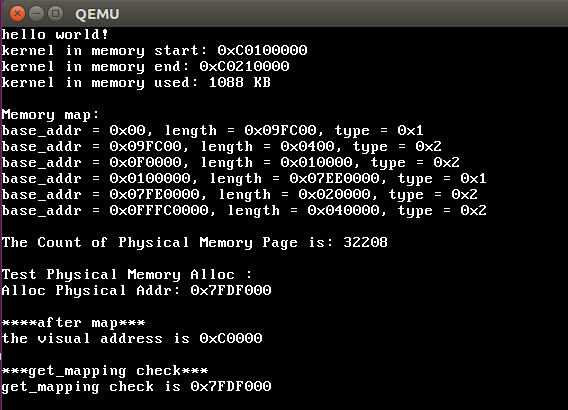 QEMU
hello world!
kernel in memory start: 0xC0100000
kernel in memory end: 0xC0210000
kernel in memory used: 1088 KB
Memory map:
base_addr = 0x00, length = 0x09FC00, type = 0x1
base_addr = 0x09FC00, length = 0x0400, type = 0x2
base_addr = 0x0F0000, length = 0x010000, type = 0x2
base_addr = 0x0100000, length = 0x07EE0000, type = 0x1
base_addr = 0x07FE0000, length = 0x020000, type = 0x2
base_addr = 0x0FFFC0000, length = 0x040000, type = 0x2
The Count of Physical Memory Page is: 32208
Test Physical Memory Alloc :
Alloc Physical Addr: 0x7FDF000
****after map***
the visual address is 0xC0000
***get_mapping check***
get_mapping check is 0x7FDF000